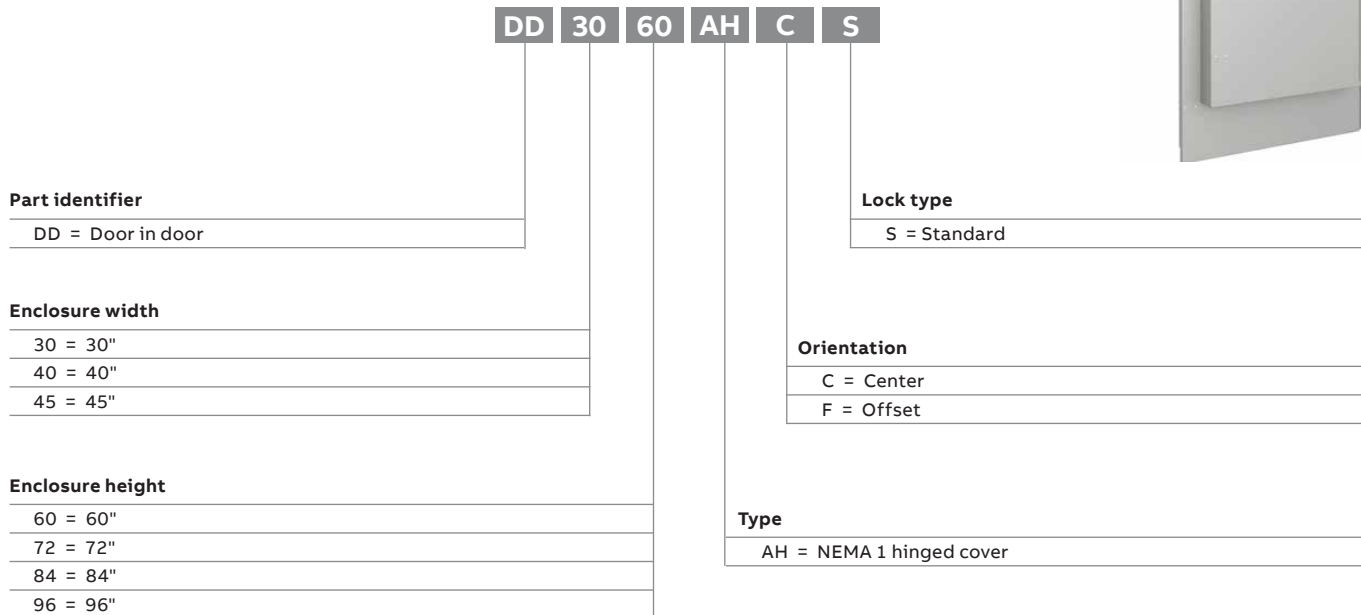 DD 30 60 AH C S
Part identifier
DD = Door in door
Enclosure width
30 = 30"
40 = 40"
45 = 45"
Enclosure height
60 = 60"
72 = 72"
84 = 84"
96 = 96"
Lock type
S = Standard
Orientation
C = Center
F = Offset
Type
AH = NEMA 1 hinged cover